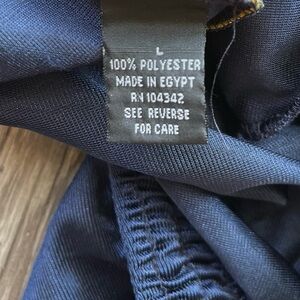 L
100% POLYESTER
MADE IN EGYPT
RN 104342
SEE REVERSE
FOR CARE